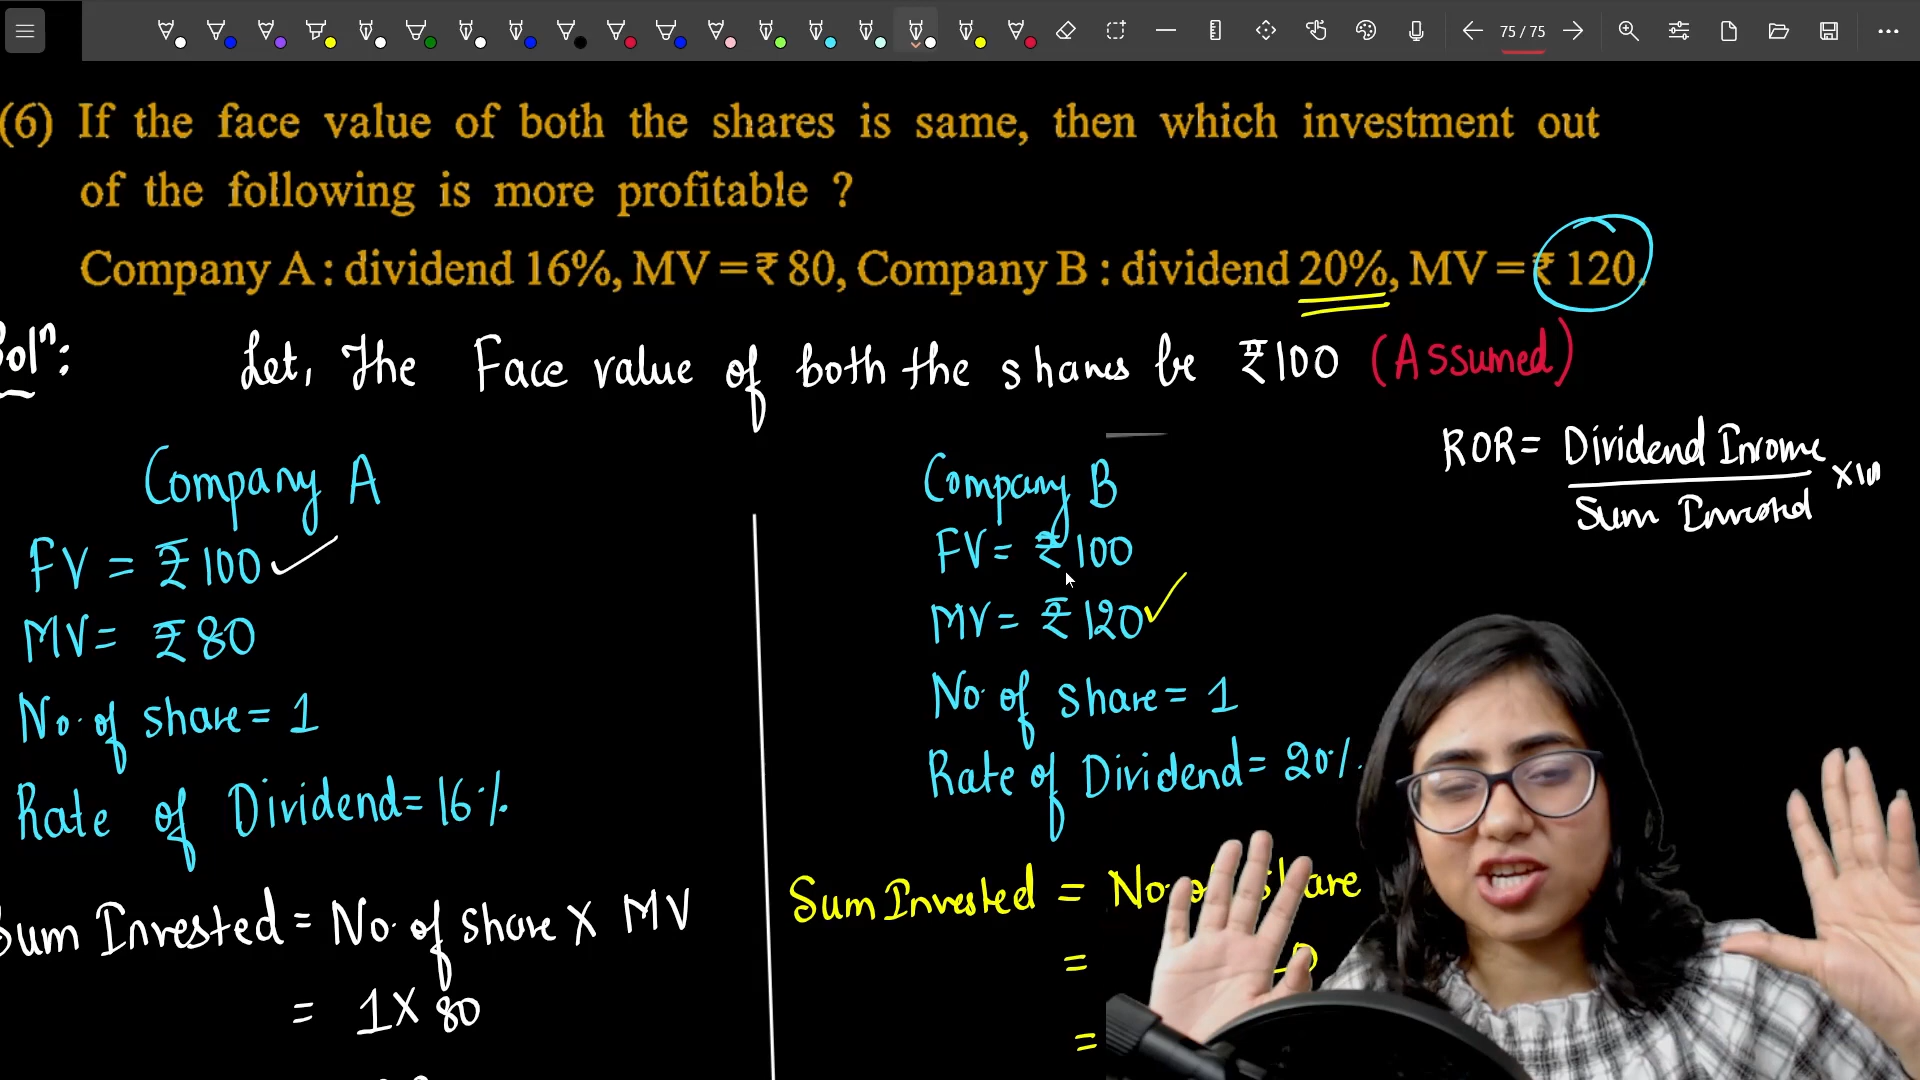 75 / 75
(6) If the face value of both the shares is same, then which investment out
of the following is more profitable ?
Company A : dividend 16%, MV = ₹ 80, Company B : dividend 20%, MV = ₹ 120.
Solⁿ:
Let, The Face value of both the shares be ₹100 (Assumed)
ROR = Dividend Income
Sum Invested
Company A
FV = ₹100 ✓
MV = ₹80
No. of share = 1
Rate of Dividend = 16%
Sum Invested = No. of share X MV
= 1 X 80
Company B
FV = ₹100
MV = ₹120 ✓
No. of share = 1
Rate of Dividend = 20%.
Sum Invested = No. of share
=
=